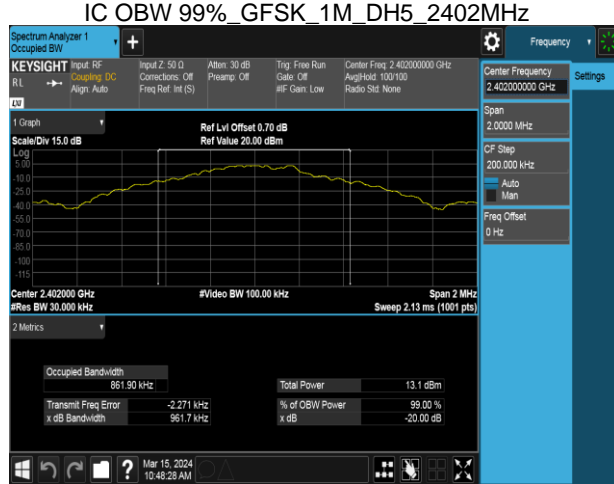 IC OBW 99%_GFSK_1M_DH5_2402MHz
Spectrum Analyzer 1
Occupied BW
+
Frequency
KEYSIGHT
Input: RF
Coupling: DC
Align: Auto
Input Z: 50 Ω
Corrections: Off
Freq Ref: Int (S)
Atten: 30 dB
Preamp: Off
Trig: Free Run
Gate: Off
#IF Gain: Low
Center Freq: 2.402000000 GHz
Avg|Hold: 100/100
Radio Std: None
RL
LXI
Center Frequency
2.402000000 GHz
Settings
Span
2.0000 MHz
CF Step
200.000 kHz
Auto
Man
Freq Offset
0 Hz
1 Graph
Scale/Div 15.0 dB
Ref Lvl Offset 0.70 dB
Ref Value 20.00 dBm
Log
5.00
-10.0
-25.0
-40.0
-55.0
-70.0
-85.0
-100
-115
Center 2.402000 GHz
#Video BW 100.00 kHz
Span 2 MHz
#Res BW 30.000 kHz
Sweep 2.13 ms (1001 pts)
2 Metrics
Occupied Bandwidth
861.90 kHz
Total Power 13.1 dBm
Transmit Freq Error -2.271 kHz
% of OBW Power 99.00 %
x dB Bandwidth 961.7 kHz
x dB -20.00 dB
?
Mar 15, 2024
10:48:28 AM